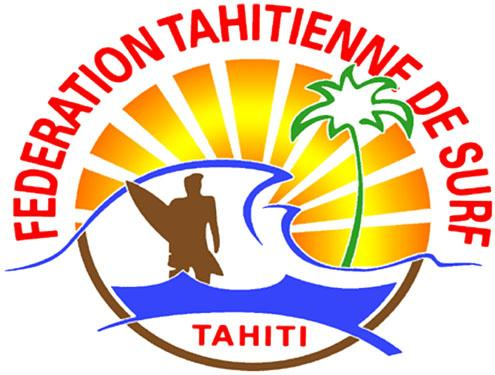 FEDERATION TAHITIENNE DE SURF
TAHITI